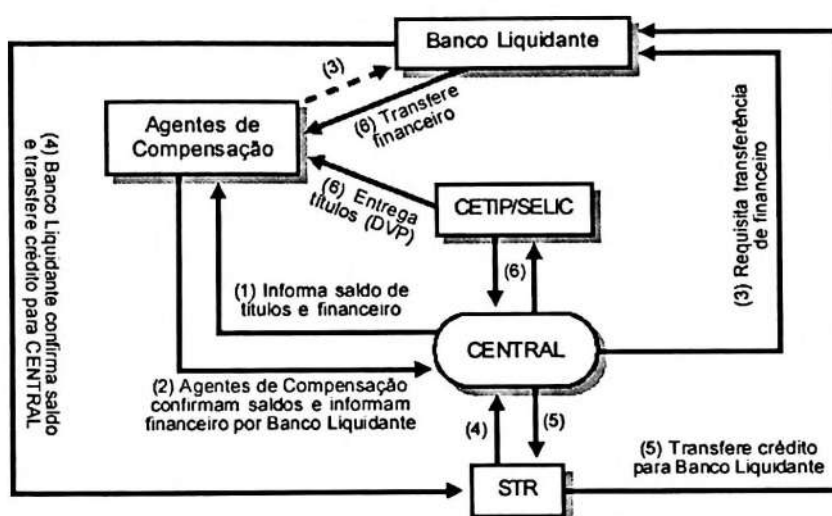 Banco Liquidante
(3)
Agentes de
Compensação
(6) Transfere
financeiro
(6) Entrega
títulos (DVP)
CETIP/SELIC
(6)
(1) Informa saldo de
títulos e financeiro
CENTRAL
(2) Agentes de Compensação
confirmam saldos e informam
financeiro por Banco Liquidante
(4)
(5)
STR
(5) Transfere crédito
para Banco Liquidante
(3) Requisita transferência
de financeiro
(4) Banco Liquidante confirma saldo
e transfere crédito para CENTRAL